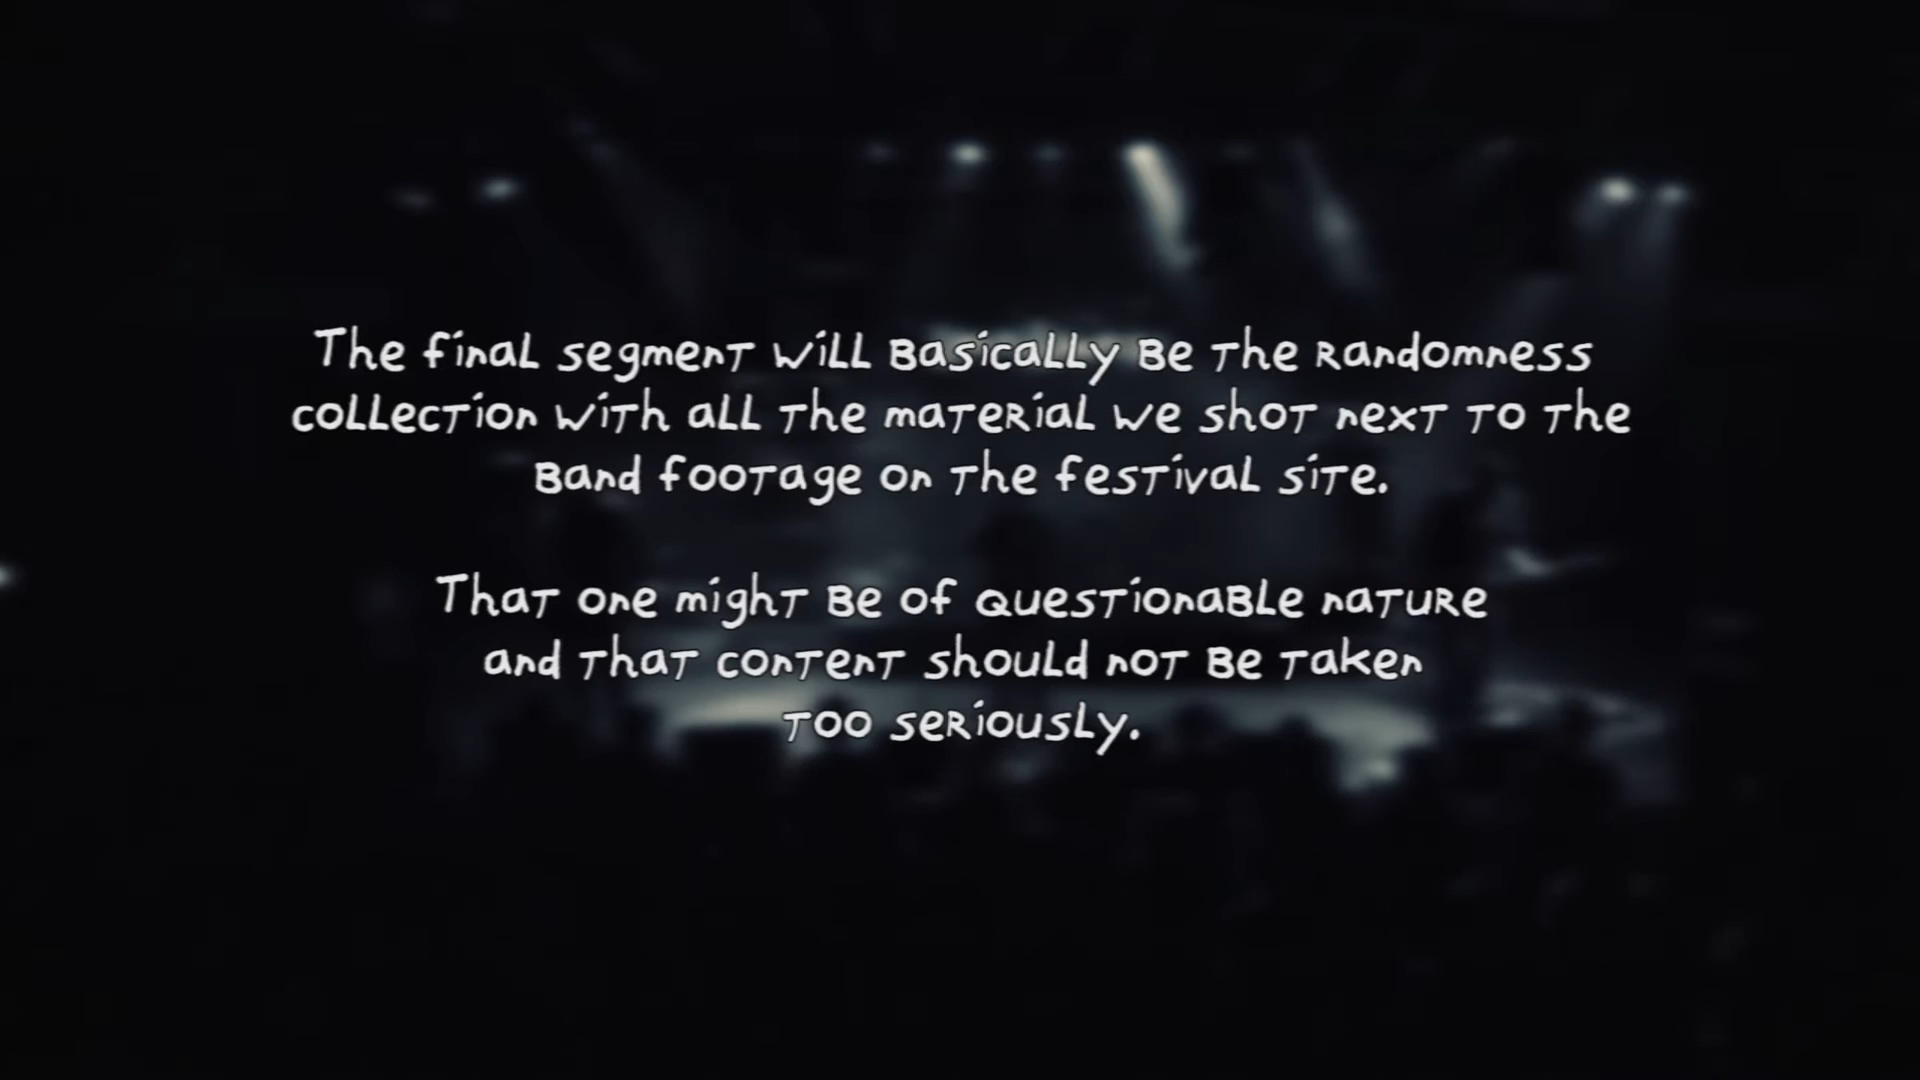 The final segment will basically be the randomness
collection with all the material we shot next to the
band footage on the festival site.
That one might be of questionable nature
and that content should not be taken
too seriously.